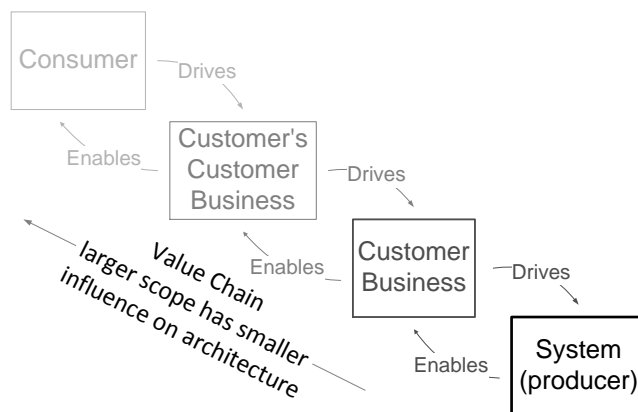 Consumer
Drives
Enables
Customer's
Customer
Business
Drives
Enables
Customer
Business
Drives
Enables
System
(producer)
Value Chain
larger scope has smaller
influence on architecture